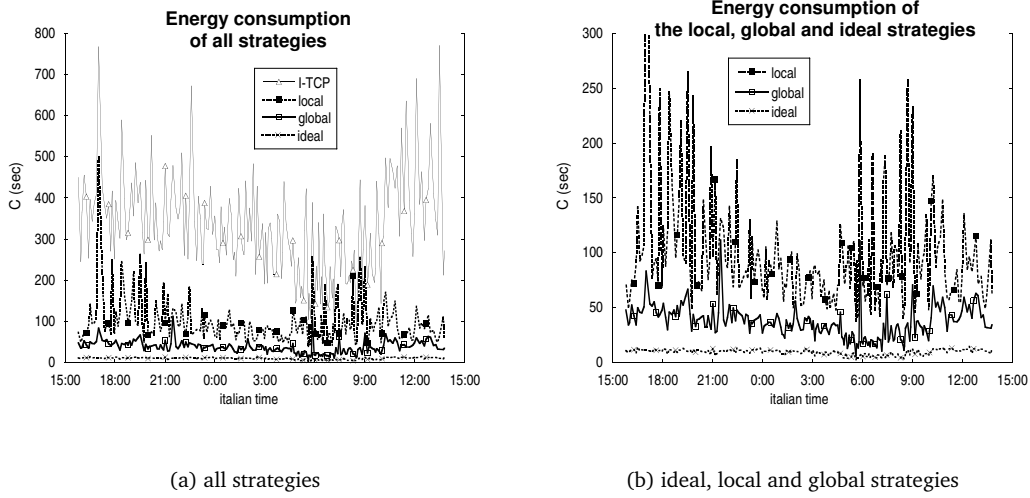 Energy consumption
of all strategies
800
700
600
500
400
300
200
100
0
C (sec)
I-TCP
local
global
ideal
15:00 18:00 21:00 0:00 3:00 6:00 9:00 12:00 15:00
italian time
(a) all strategies
Energy consumption of
the local, global and ideal strategies
300
250
200
150
100
50
0
C (sec)
local
global
ideal
15:00 18:00 21:00 0:00 3:00 6:00 9:00 12:00 15:00
italian time
(b) ideal, local and global strategies